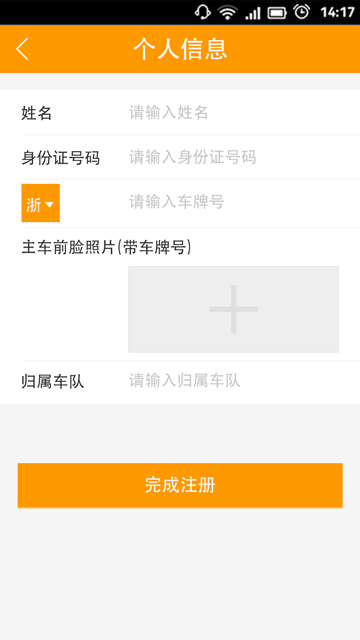 14:17
个人信息
姓名 请输入姓名
身份证号码 请输入身份证号码
浙 请输入车牌号
主车前脸照片(带车牌号)
归属车队 请输入归属车队
完成注册